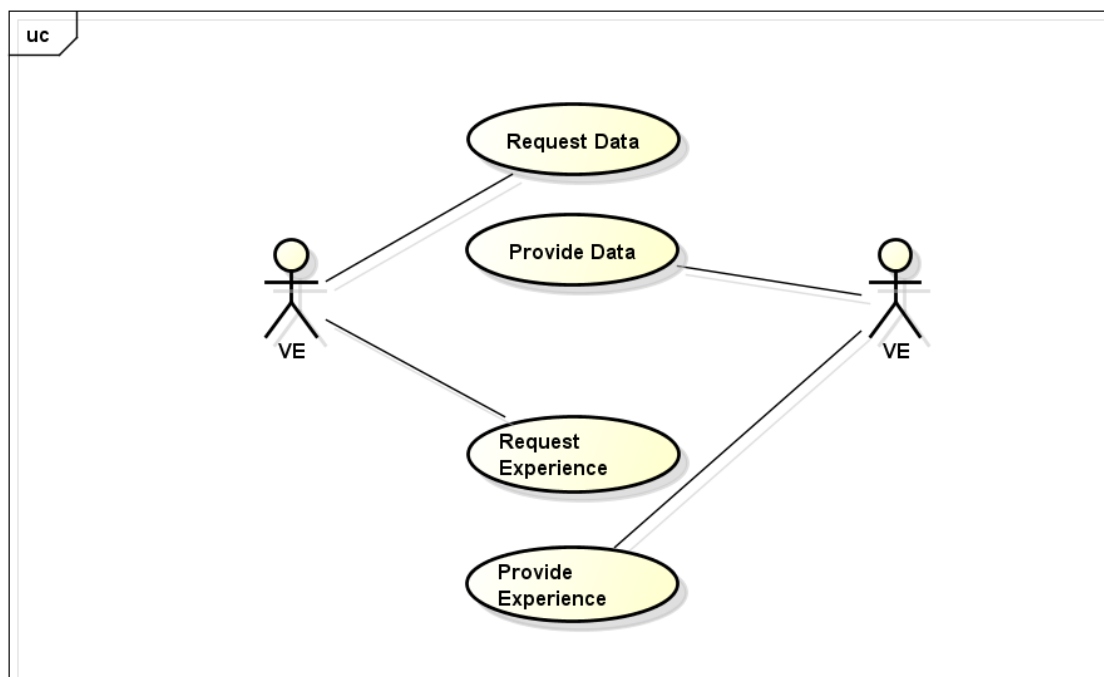 uc
Request Data
Provide Data
VE
VE
Request
Experience
Provide
Experience